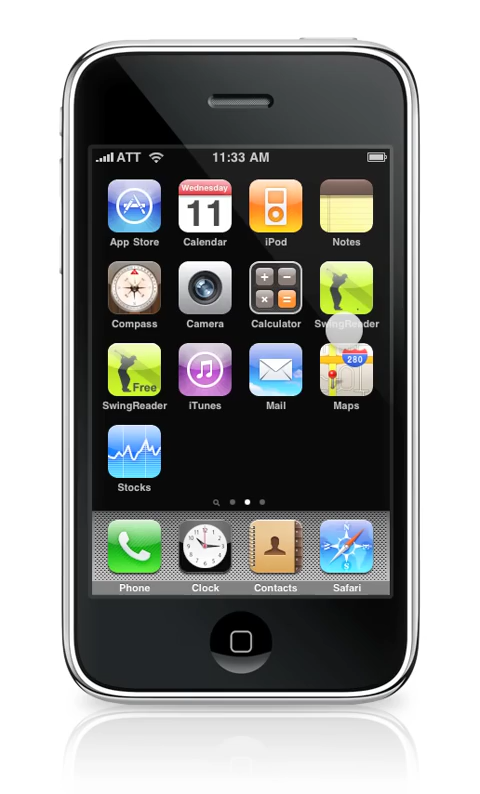 ATT 11:33 AM
Wednesday
11
App Store Calendar iPod Notes
Compass Camera Calculator SwingReader
Free
280
SwingReader iTunes Mail Maps
Stocks
Phone Clock Contacts Safari